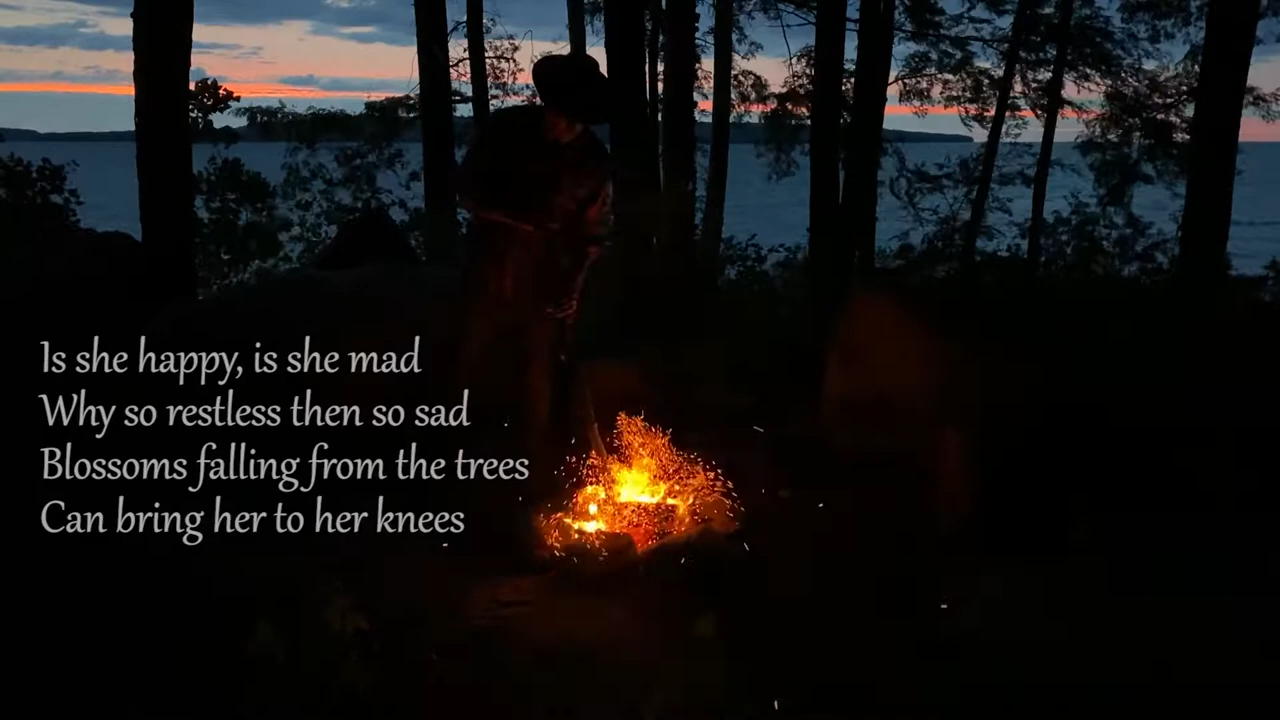 Is she happy, is she mad
Why so restless then so sad
Blossoms falling from the trees
Can bring her to her knees